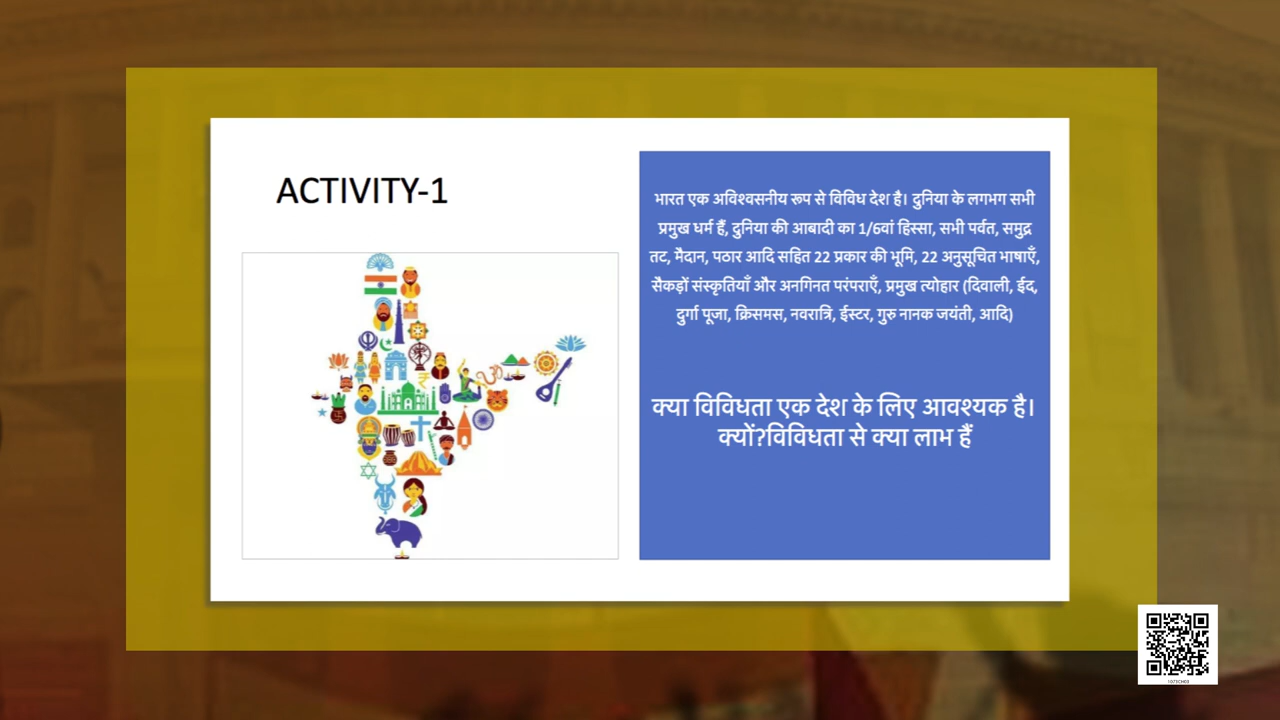 ACTIVITY-1
भारत एक अविश्वसनीय रूप से विविध देश है। दुनिया के लगभग सभी
प्रमुख धर्म हैं, दुनिया की आबादी का 1/6वां हिस्सा, सभी पर्वत, समुद्र
तट, मैदान, पठार आदि सहित 22 प्रकार की भूमि, 22 अनुसूचित भाषाएँ,
सैकड़ों संस्कृतियाँ और अनगिनत परंपराएँ, प्रमुख त्योहार (दिवाली, ईद,
दुर्गा पूजा, क्रिसमस, नवरात्रि, ईस्टर, गुरु नानक जयंती, आदि)
क्या विविधता एक देश के लिए आवश्यक है।
क्यों?विविधता से क्या लाभ हैं
1073CH03